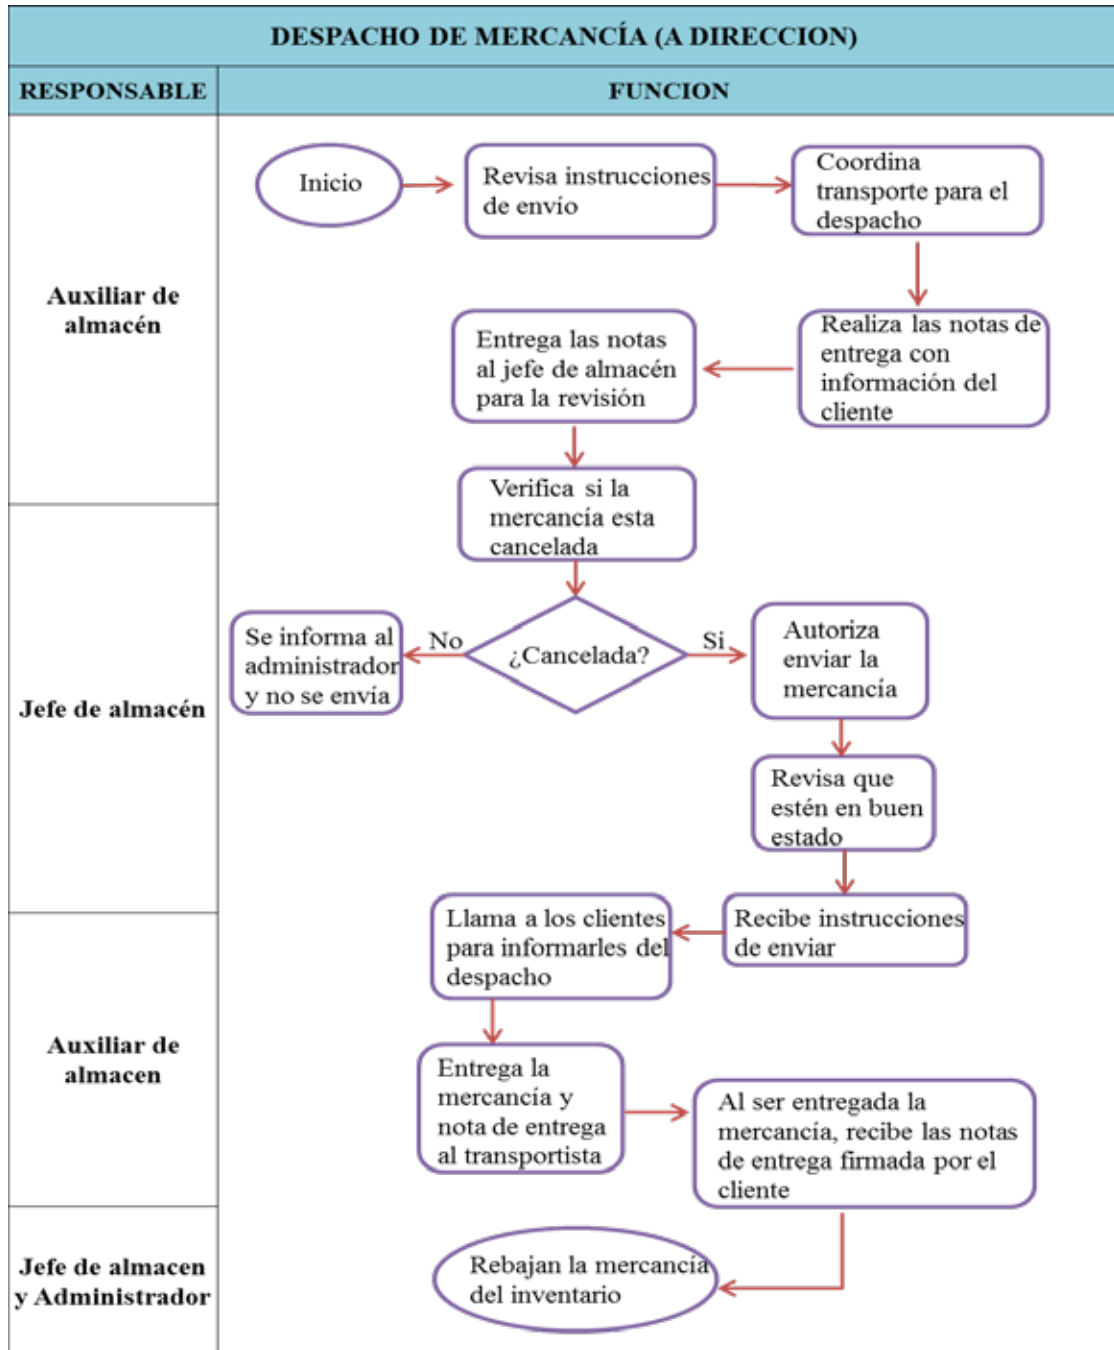 DESPACHO DE MERCANCÍA (A DIRECCION)
RESPONSABLE
FUNCION
Auxiliar de
almacén
Inicio
Revisa instrucciones
de envío
Coordina
transporte para el
despacho
Realiza las notas de
entrega con
información del
cliente
Entrega las notas
al jefe de almacén
para la revisión
Verifica si la
mercancía esta
cancelada
Jefe de almacén
¿Cancelada?
No
Se informa al
administrador
y no se envía
Si
Autoriza
enviar la
mercancía
Revisa que
estén en buen
estado
Recibe instrucciones
de enviar
Auxiliar de
almacen
Llama a los clientes
para informarles del
despacho
Entrega la
mercancía y
nota de entrega
al transportista
Al ser entregada la
mercancía, recibe las notas
de entrega firmada por el
cliente
Jefe de almacen
y Administrador
Rebajan la mercancía
del inventario